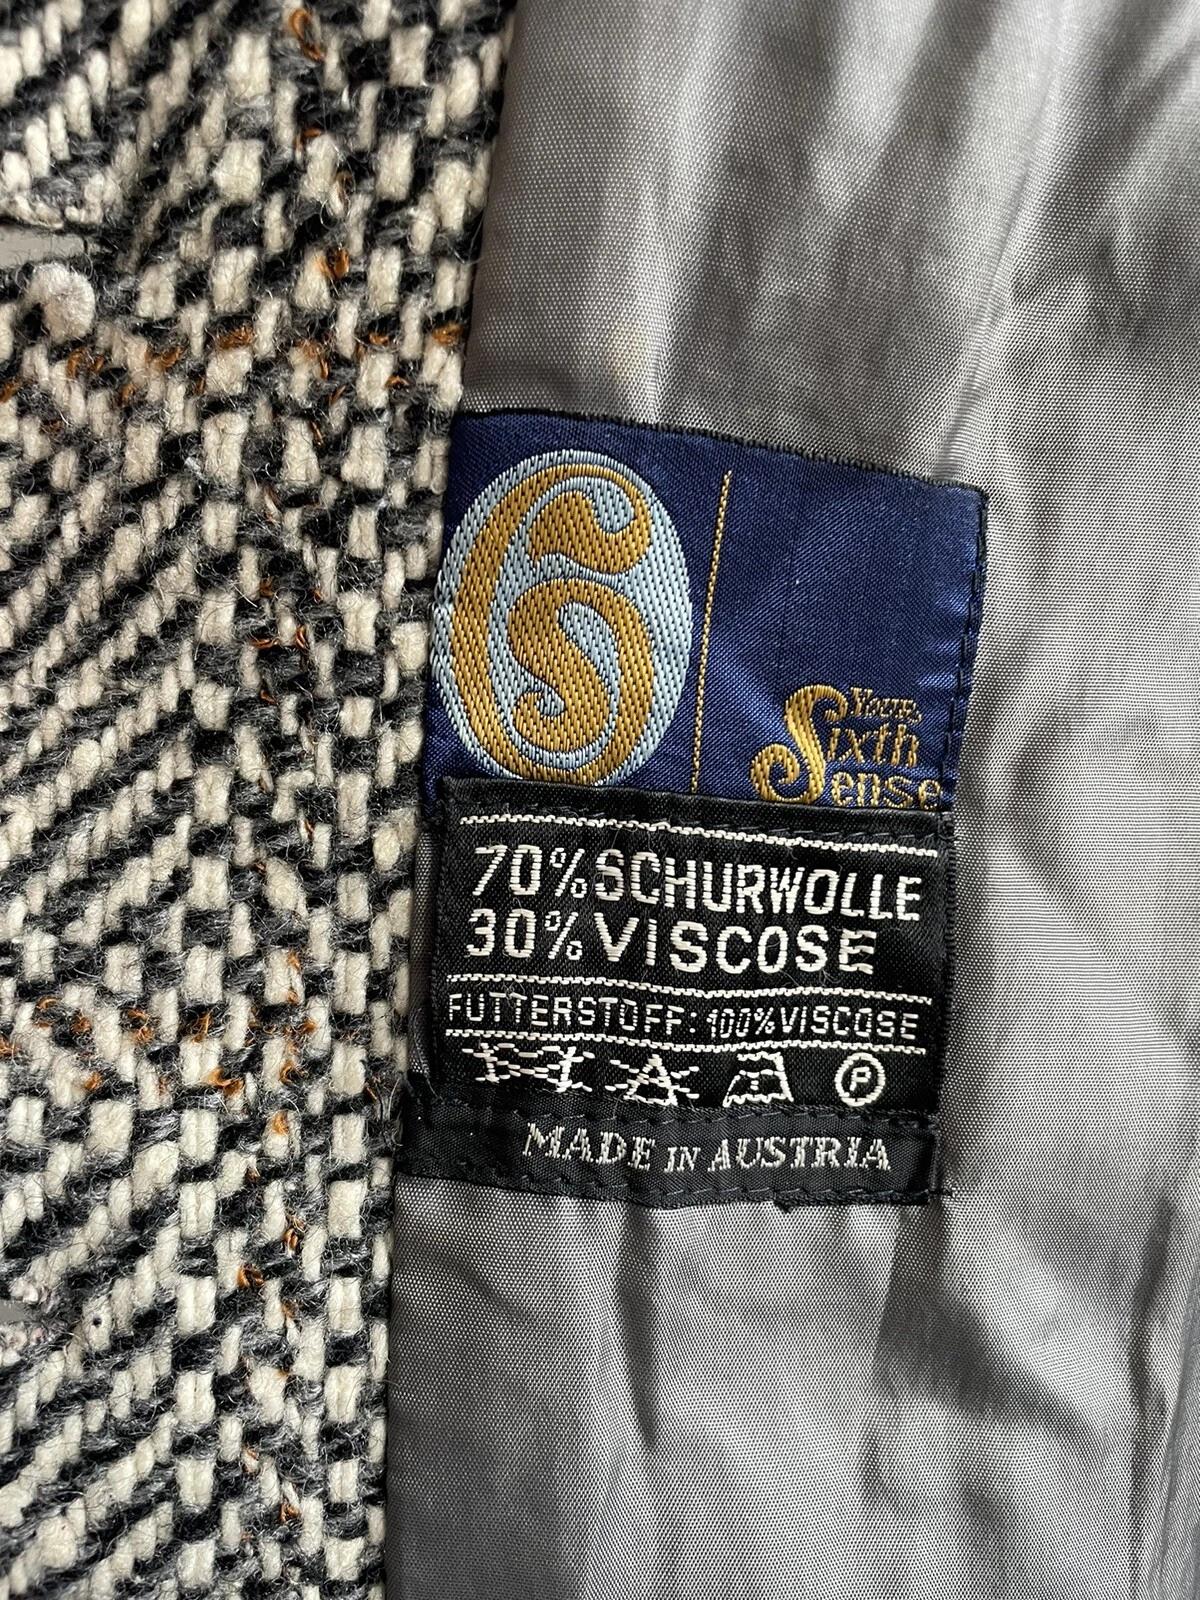 6
Your
Sixth
Sense
70% SCHURWOLLE
30% VISCOSE
FUTTERSTOFF: 100% VISCOSE
P
MADE IN AUSTRIA